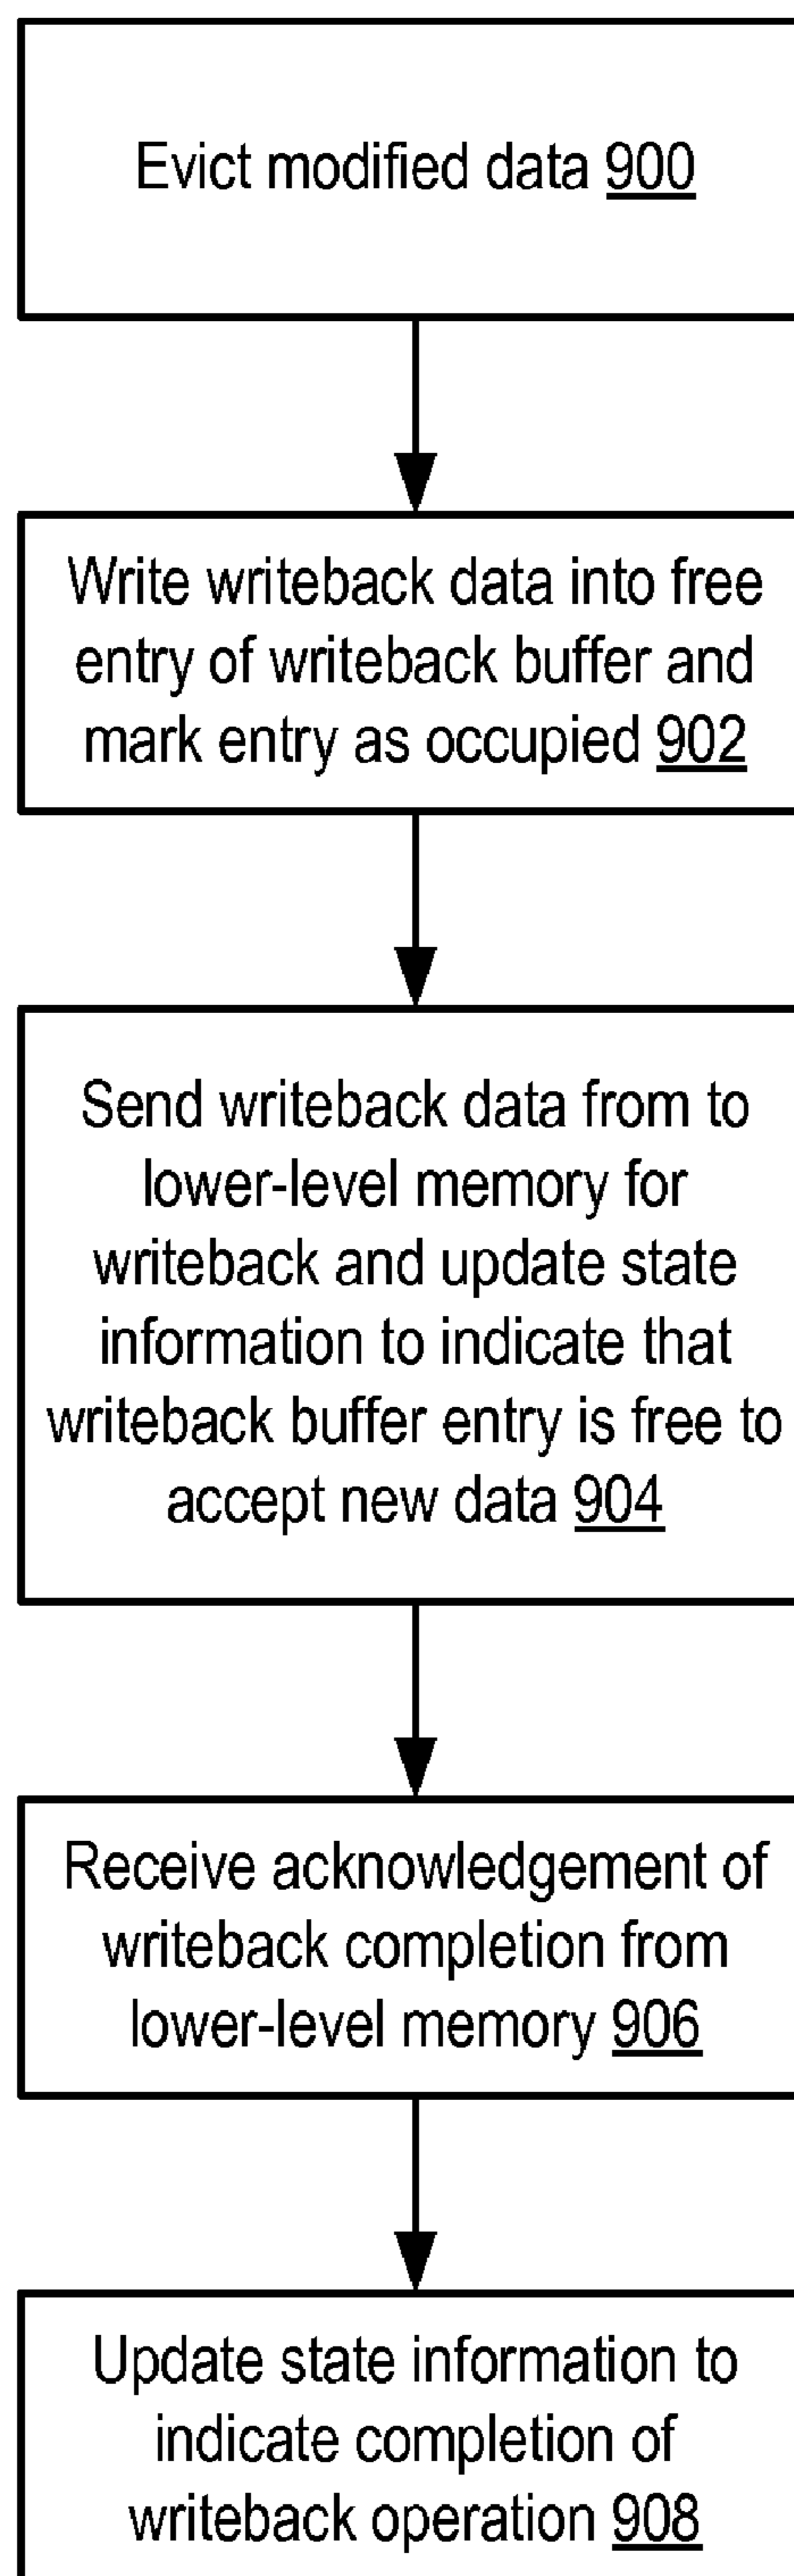 Evict modified data 900
Write writeback data into free
entry of writeback buffer and
mark entry as occupied 902
Send writeback data from to
lower-level memory for
writeback and update state
information to indicate that
writeback buffer entry is free to
accept new data 904
Receive acknowledgement of
writeback completion from
lower-level memory 906
Update state information to
indicate completion of
writeback operation 908